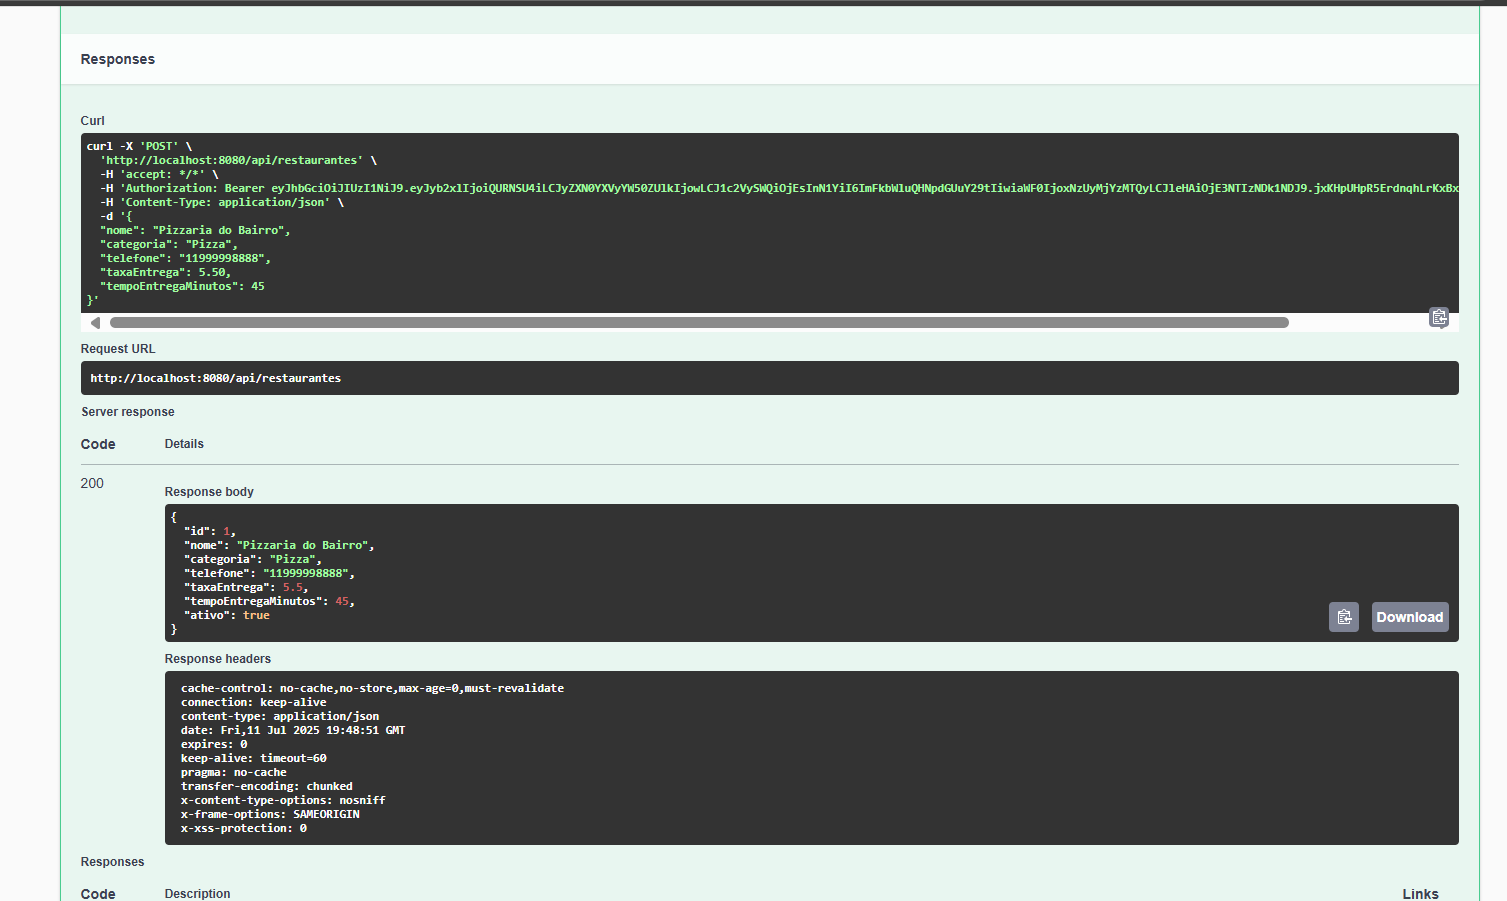 Responses
Curl
curl -X 'POST' \
'http://localhost:8080/api/restaurantes' \
-H 'accept: */*' \
-H 'Authorization: Bearer eyJhbGciOiJIUzI1NiJ9.eyJyb2xlIjoiQURNSU4iLCJyZXN0YXVyYW50ZUlkIjowLCJ1c2VySWQiOjEsInN1YiI6ImFkbWluQHNpdGUuY29tIiwiaWF0IjoxNzUyMjYzMTQyLCJleHAiOjE3NTIzNDk1NDJ9.jxKHpUHpR5ErdnqhLrKxBx
-H 'Content-Type: application/json' \
-d '{
"nome": "Pizzaria do Bairro",
"categoria": "Pizza",
"telefone": "11999998888",
"taxaEntrega": 5.50,
"tempoEntregaMinutos": 45
}'
Request URL
http://localhost:8080/api/restaurantes
Server response
Code Details
200
Response body
{
"id": 1,
"nome": "Pizzaria do Bairro",
"categoria": "Pizza",
"telefone": "11999998888",
"taxaEntrega": 5.5,
"tempoEntregaMinutos": 45,
"ativo": true
}
Download
Response headers
cache-control: no-cache,no-store,max-age=0,must-revalidate
connection: keep-alive
content-type: application/json
date: Fri,11 Jul 2025 19:48:51 GMT
expires: 0
keep-alive: timeout=60
pragma: no-cache
transfer-encoding: chunked
x-content-type-options: nosniff
x-frame-options: SAMEORIGIN
x-xss-protection: 0
Responses
Code Description Links